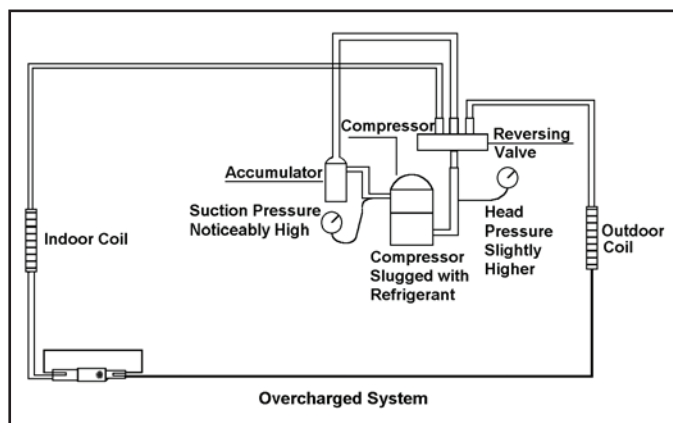 Compressor
Reversing
Valve
Accumulator
Suction Pressure
Noticeably High
Head
Pressure
Slightly
Higher
Indoor Coil
Outdoor
Coil
Compressor
Slugged with
Refrigerant
Overcharged System